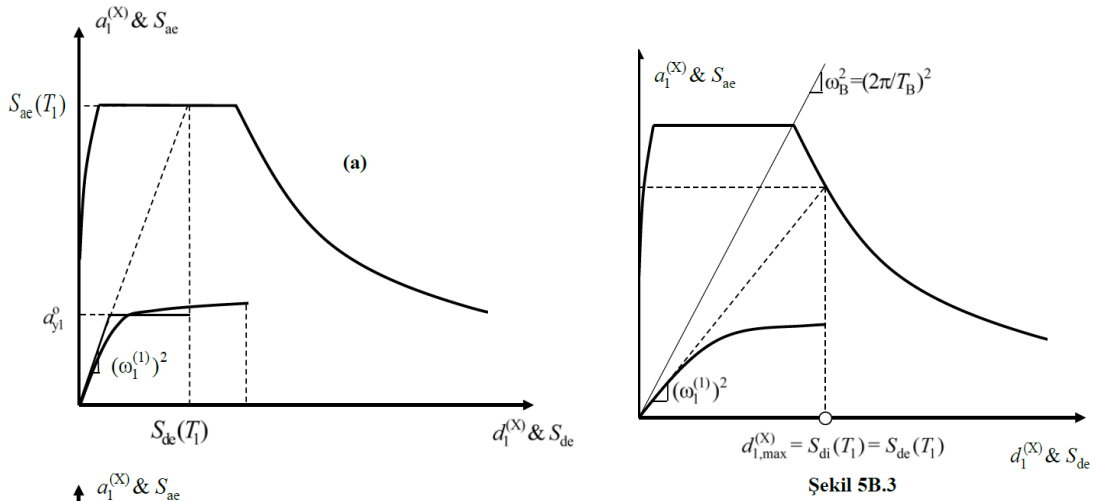 a₁⁽ˣ⁾ & Sₐₑ
Sₐₑ(T₁)
(a)
a°y1
(ω₁⁽¹⁾)²
S_de(T₁)
d₁⁽ˣ⁾ & S_de
a₁⁽ˣ⁾ & Sₐₑ
a₁⁽ˣ⁾ & Sₐₑ
ω_B²=(2π/T_B)²
(ω₁⁽¹⁾)²
d₁,max⁽ˣ⁾ = S_di(T₁) = S_de(T₁)
d₁⁽ˣ⁾ & S_de
Şekil 5B.3